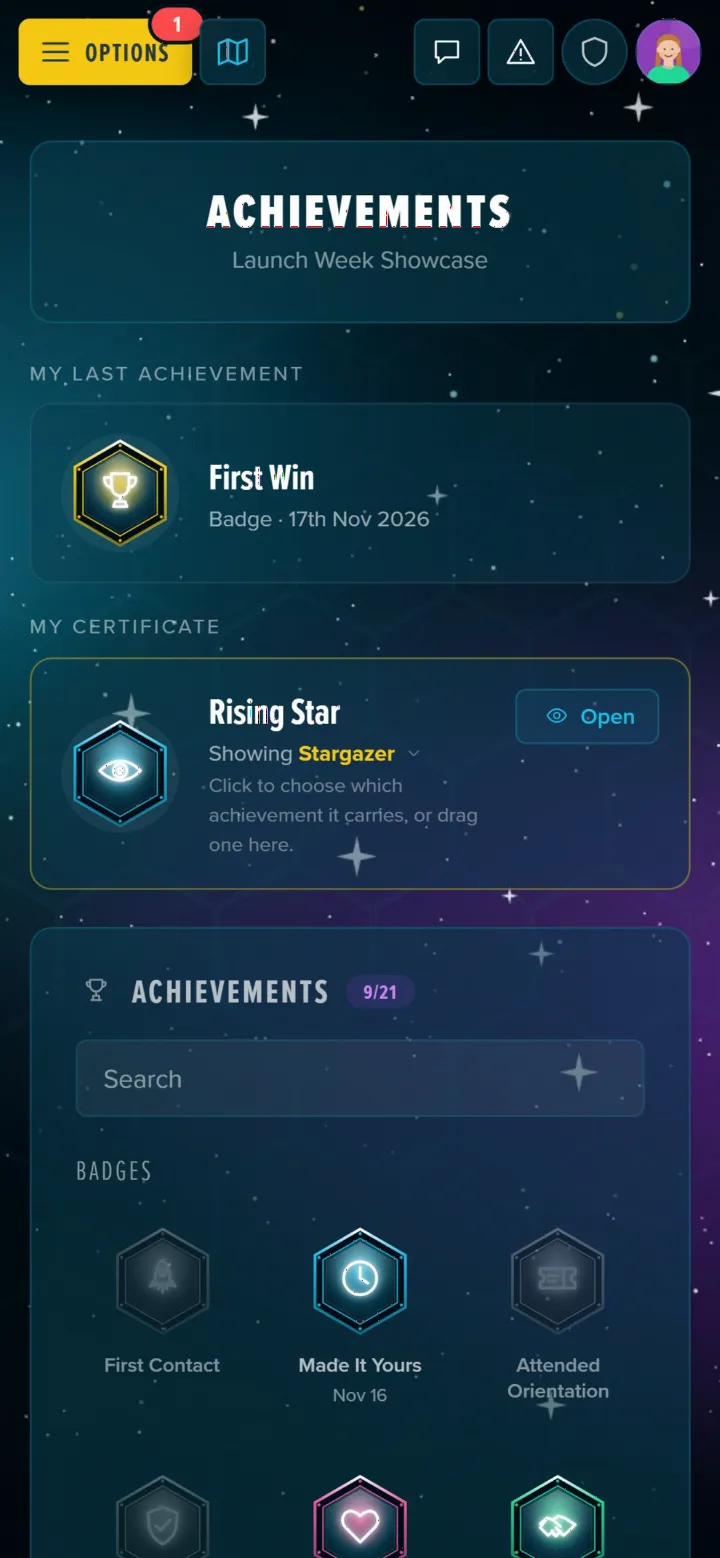 1
OPTIONS
ACHIEVEMENTS
Launch Week Showcase
MY LAST ACHIEVEMENT
First Win
Badge · 17th Nov 2026
MY CERTIFICATE
Rising Star
Open
Showing Stargazer
Click to choose which
achievement it carries, or drag
one here.
ACHIEVEMENTS 9/21
Search
BADGES
First Contact
Made It Yours
Nov 16
Attended
Orientation